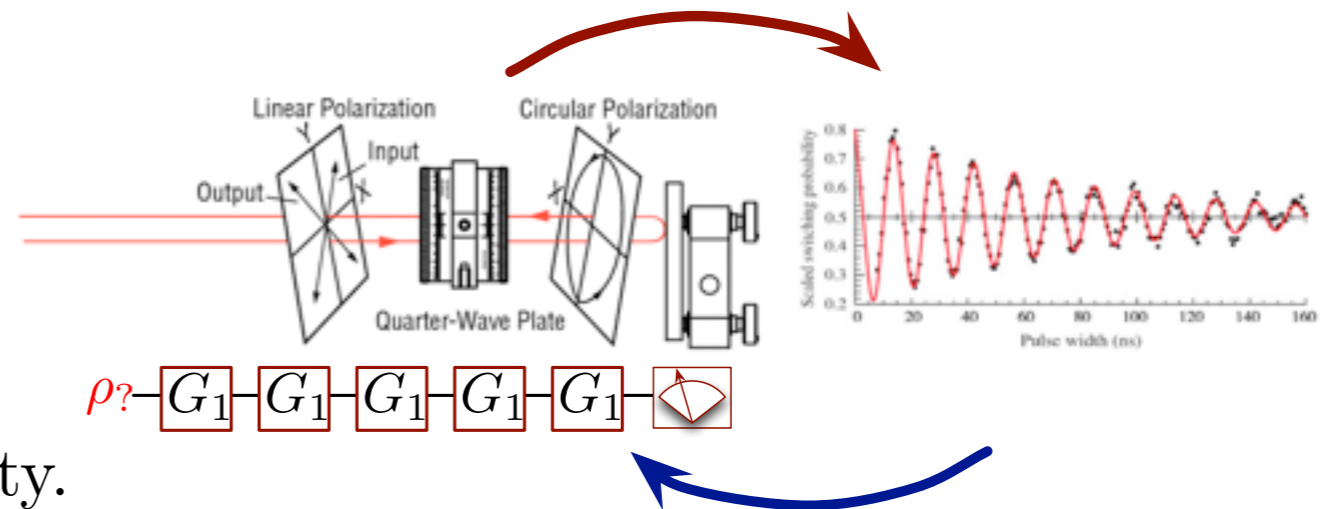 Linear Polarization
Circular Polarization
Y
Y
Input
Output
X
X
Quarter-Wave Plate
Scaled switching probability
0.8
0.7
0.6
0.5
0.4
0.3
0.2
0 20 40 60 80 100 120 140 160
Pulse width (ns)
ρ? G₁ G₁ G₁ G₁ G₁
ty.